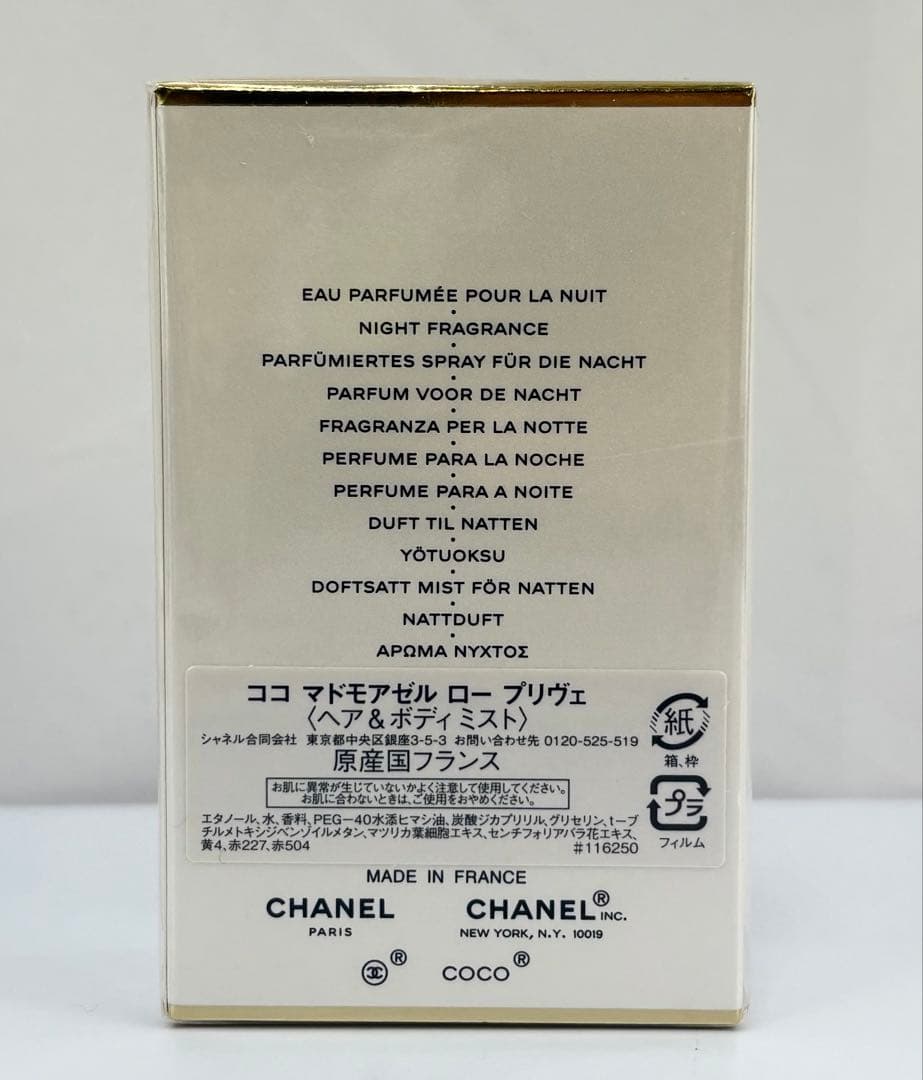 EAU PARFUMÉE POUR LA NUIT
NIGHT FRAGRANCE
PARFÜMIERTES SPRAY FÜR DIE NACHT
PARFUM VOOR DE NACHT
FRAGRANZA PER LA NOTTE
PERFUME PARA LA NOCHE
PERFUME PARA A NOITE
DUFT TIL NATTEN
YÖTUOKSU
DOFTSATT MIST FÖR NATTEN
NATTDUFT
ΑΡΩΜΑ ΝΥΧΤΟΣ
ココ マドモアゼル ロー プリヴェ
〈ヘア＆ボディ ミスト〉
シャネル合同会社 東京都中央区銀座3-5-3 お問い合わせ先 0120-525-519
原産国フランス
お肌に異常が生じていないかよく注意して使用してください。
お肌に合わないときは、ご使用をおやめください。
エタノール、水、香料、PEG－40水添ヒマシ油、炭酸ジカプリリル、グリセリン、t－ブ
チルメトキシジベンゾイルメタン、マツリカ葉細胞エキス、センチフォリアバラ花エキス、
黄4、赤227、赤504 #116250
紙
箱、枠
プラ
フィルム
MADE IN FRANCE
CHANEL
PARIS
CHANEL® INC.
NEW YORK, N.Y. 10019
®
COCO®